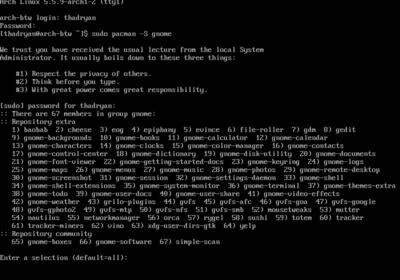 Arch Linux 5.5.9-arch1-2 (tty1)
arch-btw login: thadryan
Password:
[thadryan@arch-btw ~]$ sudo pacman -S gnome
We trust you have received the usual lecture from the local System
Administrator. It usually boils down to these three things:
#1) Respect the privacy of others.
#2) Think before you type.
#3) With great power comes great responsibility.
[sudo] password for thadryan:
:: There are 67 members in group gnome:
:: Repository extra
1) baobab 2) cheese 3) eog 4) epiphany 5) evince 6) file-roller 7) gdm 8) gedit
9) gnome-backgrounds 10) gnome-books 11) gnome-calculator 12) gnome-calendar
13) gnome-characters 14) gnome-clocks 15) gnome-color-manager 16) gnome-contacts
17) gnome-control-center 18) gnome-dictionary 19) gnome-disk-utility 20) gnome-documents
21) gnome-font-viewer 22) gnome-getting-started-docs 23) gnome-keyring 24) gnome-logs
25) gnome-maps 26) gnome-menus 27) gnome-music 28) gnome-photos 29) gnome-remote-desktop
30) gnome-screenshot 31) gnome-session 32) gnome-settings-daemon 33) gnome-shell
34) gnome-shell-extensions 35) gnome-system-monitor 36) gnome-terminal 37) gnome-themes-extra
38) gnome-todo 39) gnome-user-docs 40) gnome-user-share 41) gnome-video-effects
42) gnome-weather 43) grilo-plugins 44) gvfs 45) gvfs-afc 46) gvfs-goa 47) gvfs-google
48) gvfs-gphoto2 49) gvfs-mtp 50) gvfs-nfs 51) gvfs-smb 52) mousetweaks 53) mutter
54) nautilus 55) networkmanager 56) orca 57) rygel 58) sushi 59) totem 60) tracker
61) tracker-miners 62) vino 63) xdg-user-dirs-gtk 64) yelp
:: Repository community
65) gnome-boxes 66) gnome-software 67) simple-scan
Enter a selection (default=all):